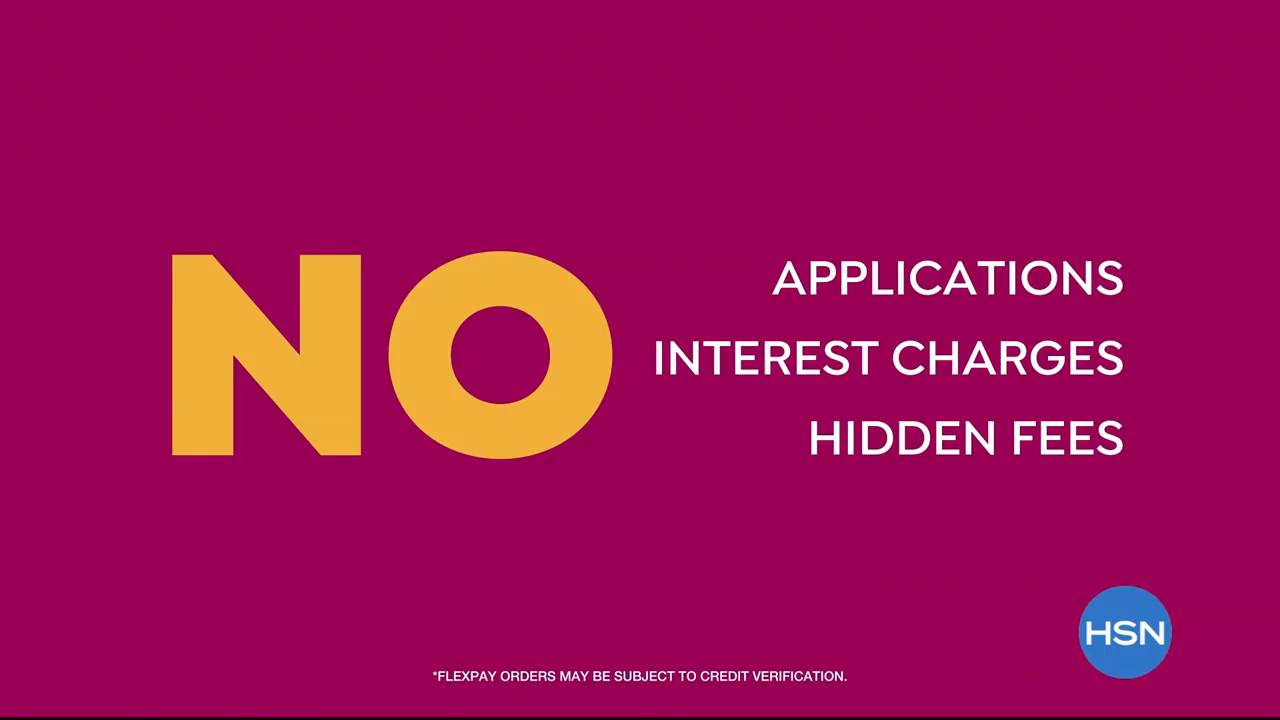 NO
APPLICATIONS
INTEREST CHARGES
HIDDEN FEES
HSN
*FLEXPAY ORDERS MAY BE SUBJECT TO CREDIT VERIFICATION.